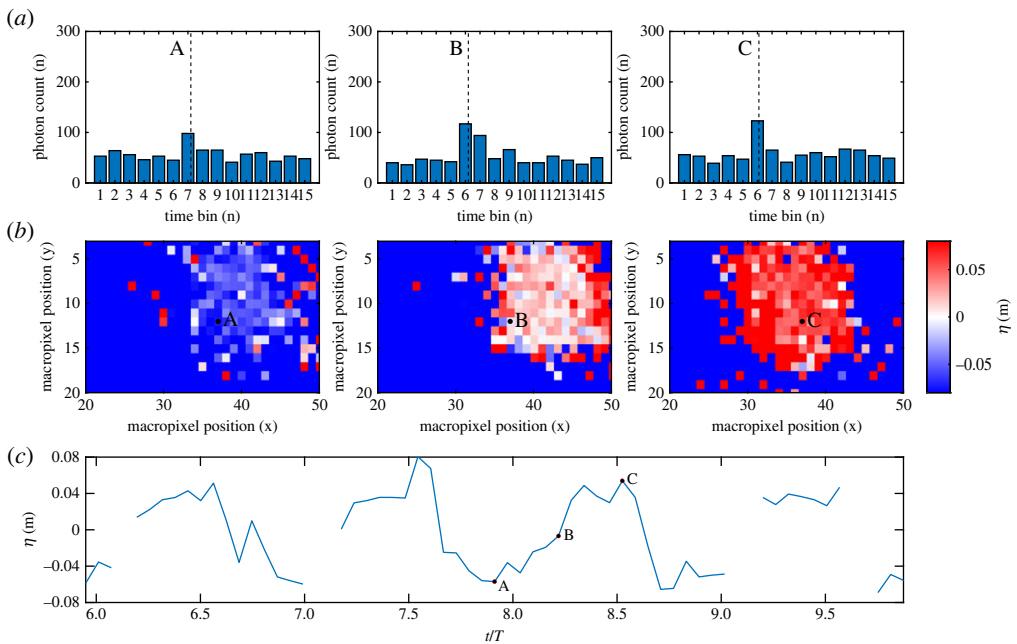 (a)
300
200
100
0
photon count (n)
A
1 2 3 4 5 6 7 8 9 10 11 12 13 14 15
time bin (n)
300
200
100
0
photon count (n)
B
1 2 3 4 5 6 7 8 9 10 11 12 13 14 15
time bin (n)
300
200
100
0
photon count (n)
C
1 2 3 4 5 6 7 8 9 10 11 12 13 14 15
time bin (n)
(b)
5
10
15
20
macropixel position (y)
A
20 30 40 50
macropixel position (x)
5
10
15
20
macropixel position (y)
B
20 30 40 50
macropixel position (x)
5
10
15
20
macropixel position (y)
C
20 30 40 50
macropixel position (x)
0.05
0
−0.05
η (m)
(c)
0.08
0.04
0
−0.04
−0.08
η (m)
A
B
C
6.0 6.5 7.0 7.5 8.0 8.5 9.0 9.5
t/T